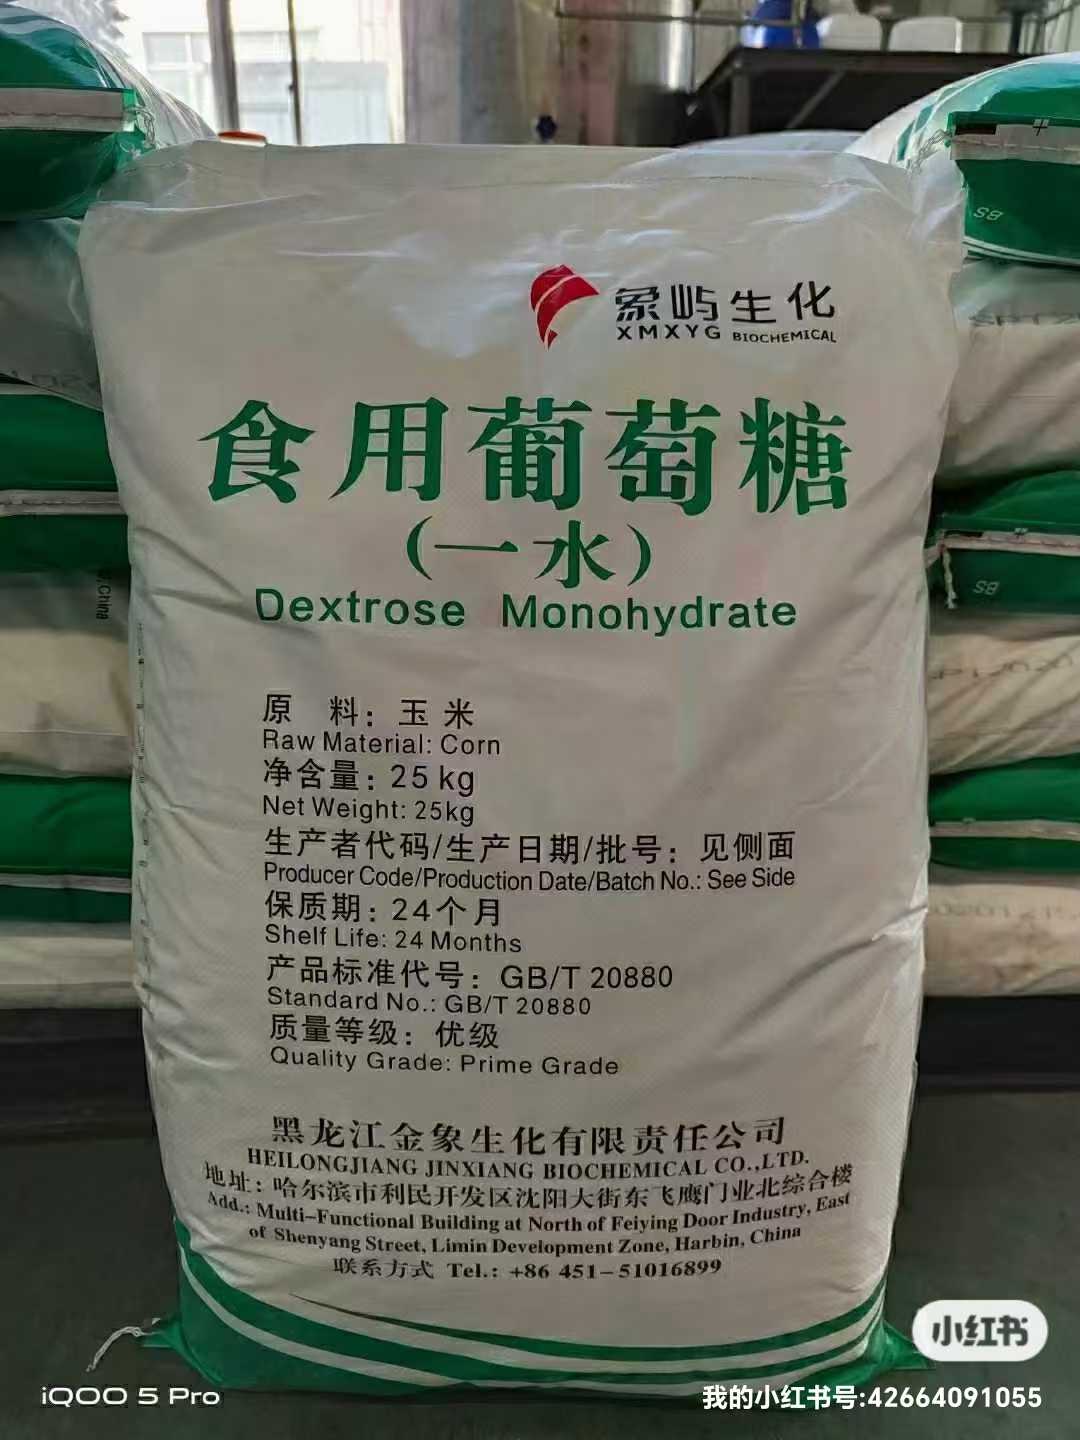 象屿生化
XMXYG BIOCHEMICAL
食用葡萄糖
(一水)
Dextrose Monohydrate
原 料：玉米
Raw Material: Corn
净含量：25 kg
Net Weight: 25kg
生产者代码/生产日期/批号：见侧面
Producer Code/Production Date/Batch No.: See Side
保质期：24个月
Shelf Life: 24 Months
产品标准代号：GB/T 20880
Standard No.: GB/T 20880
质量等级：优级
Quality Grade: Prime Grade
黑龙江金象生化有限责任公司
HEILONGJIANG JINXIANG BIOCHEMICAL CO.,LTD.
地址：哈尔滨市利民开发区沈阳大街东飞鹰门业北综合楼
Add.: Multi-Functional Building at North of Feiying Door Industry, East
of Shenyang Street, Limin Development Zone, Harbin, China
联系方式 Tel.: +86 451-51016899
, China
BS
BS
小红书
iQOO 5 Pro
我的小红书号:42664091055